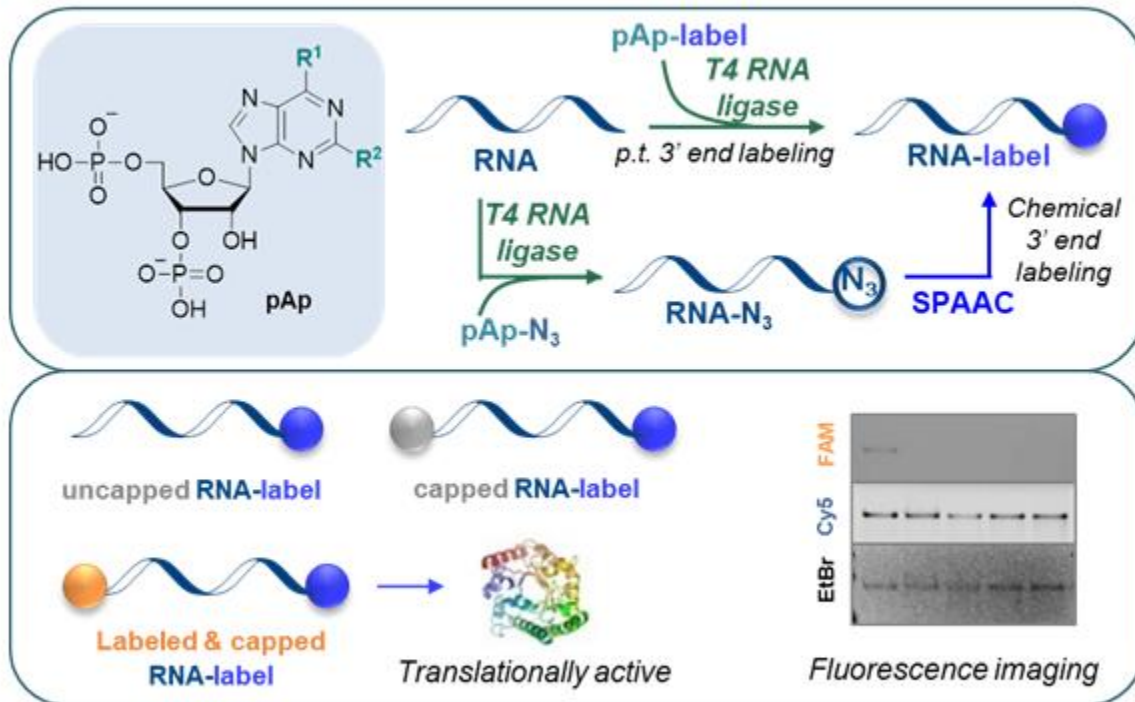 R¹
N
N
N
N
R²
O⁻
HO
P
O
O
O
O
OH
O⁻
P
O
OH
pAp
pAp-label
T4 RNA
ligase
RNA
p.t. 3' end labeling
RNA-label
T4 RNA
ligase
pAp-N₃
N₃
RNA-N₃
SPAAC
Chemical
3' end
labeling
uncapped RNA-label
capped RNA-label
Labeled & capped
RNA-label
Translationally active
FAM
Cy5
EtBr
Fluorescence imaging